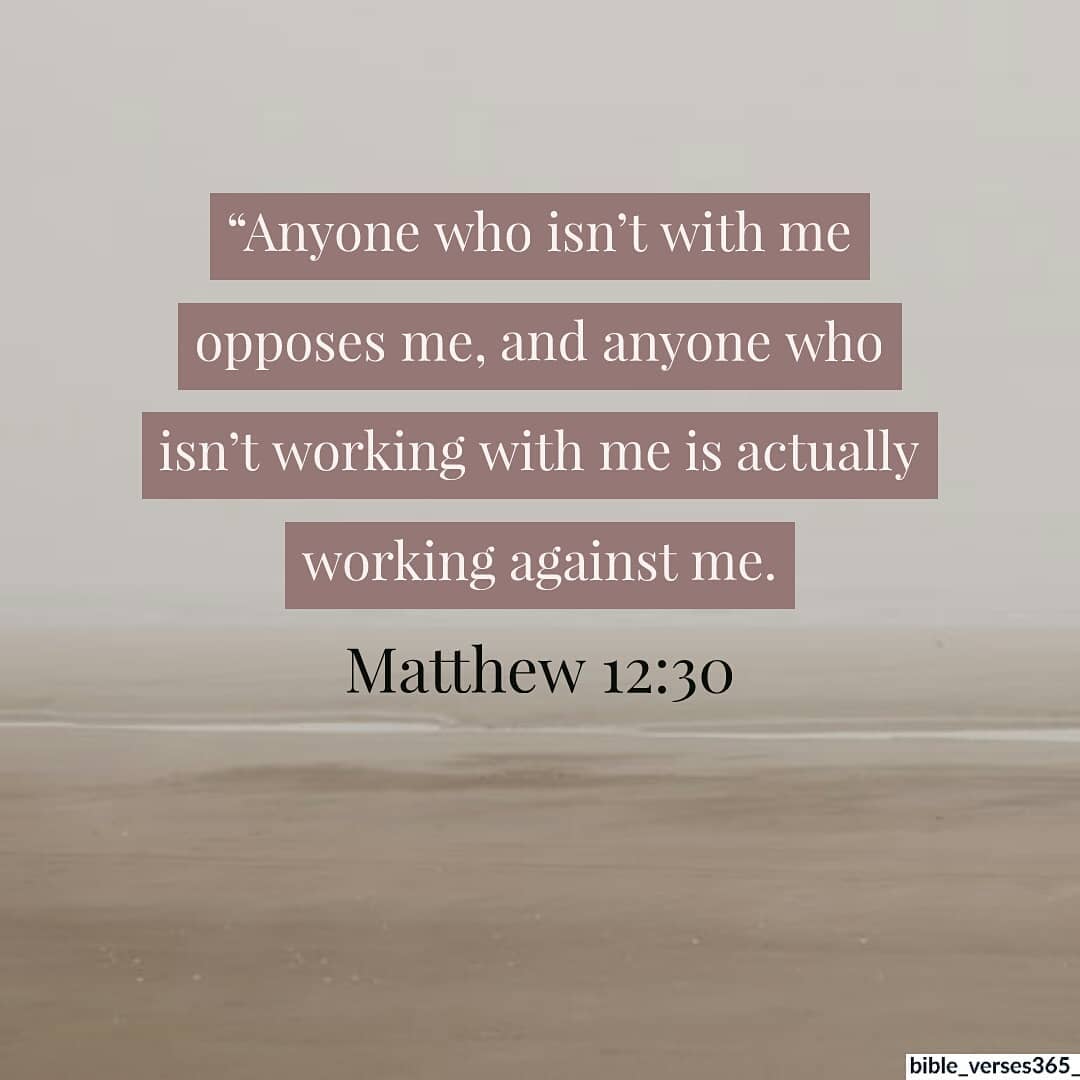 “Anyone who isn’t with me
opposes me, and anyone who
isn’t working with me is actually
working against me.
Matthew 12:30
bible_verses365_